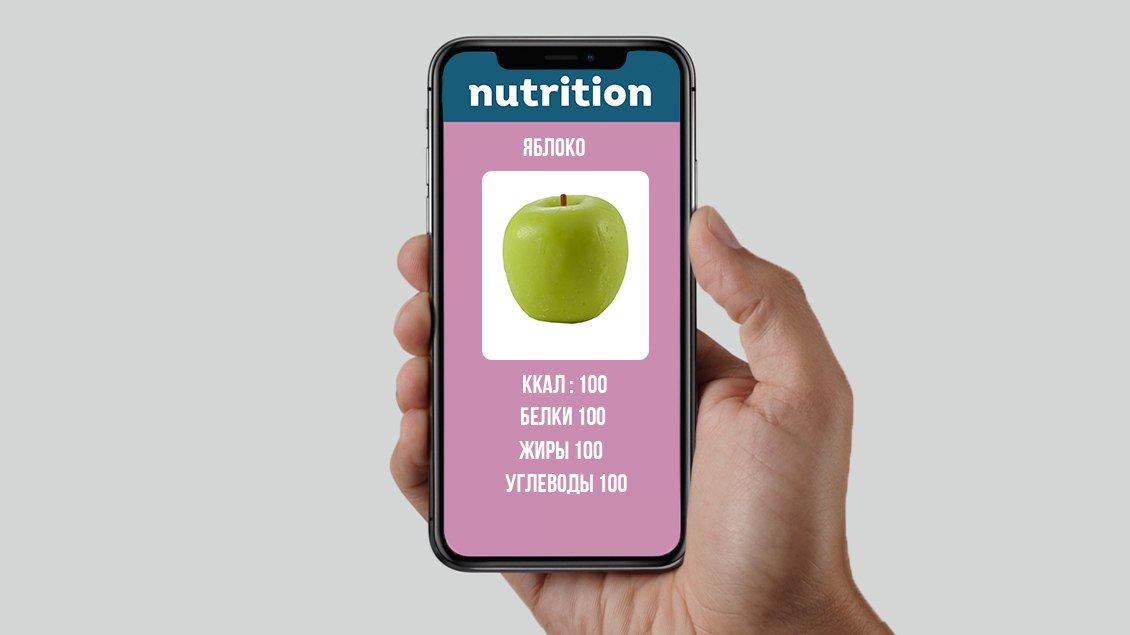 nutrition
ЯБЛОКО
ККАЛ : 100
БЕЛКИ 100
ЖИРЫ 100
УГЛЕВОДЫ 100